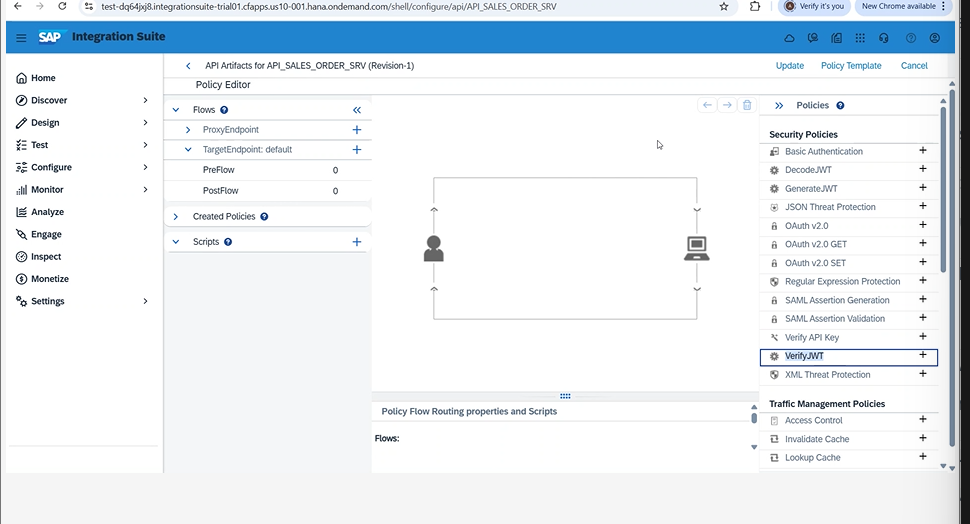 test-dq64jxj8.integrationsuite-trial01.cfapps.us10-001.hana.ondemand.com/shell/configure/api/API_SALES_ORDER_SRV
Verify it's you
New Chrome available
SAP Integration Suite
Home
Discover
Design
Test
Configure
Monitor
Analyze
Engage
Inspect
Monetize
Settings
API Artifacts for API_SALES_ORDER_SRV (Revision-1)
Update
Policy Template
Cancel
Policy Editor
Flows
ProxyEndpoint
TargetEndpoint: default
PreFlow 0
PostFlow 0
Created Policies
Scripts
Policy Flow Routing properties and Scripts
Flows:
Policies
Security Policies
Basic Authentication
DecodeJWT
GenerateJWT
JSON Threat Protection
OAuth v2.0
OAuth v2.0 GET
OAuth v2.0 SET
Regular Expression Protection
SAML Assertion Generation
SAML Assertion Validation
Verify API Key
VerifyJWT
XML Threat Protection
Traffic Management Policies
Access Control
Invalidate Cache
Lookup Cache